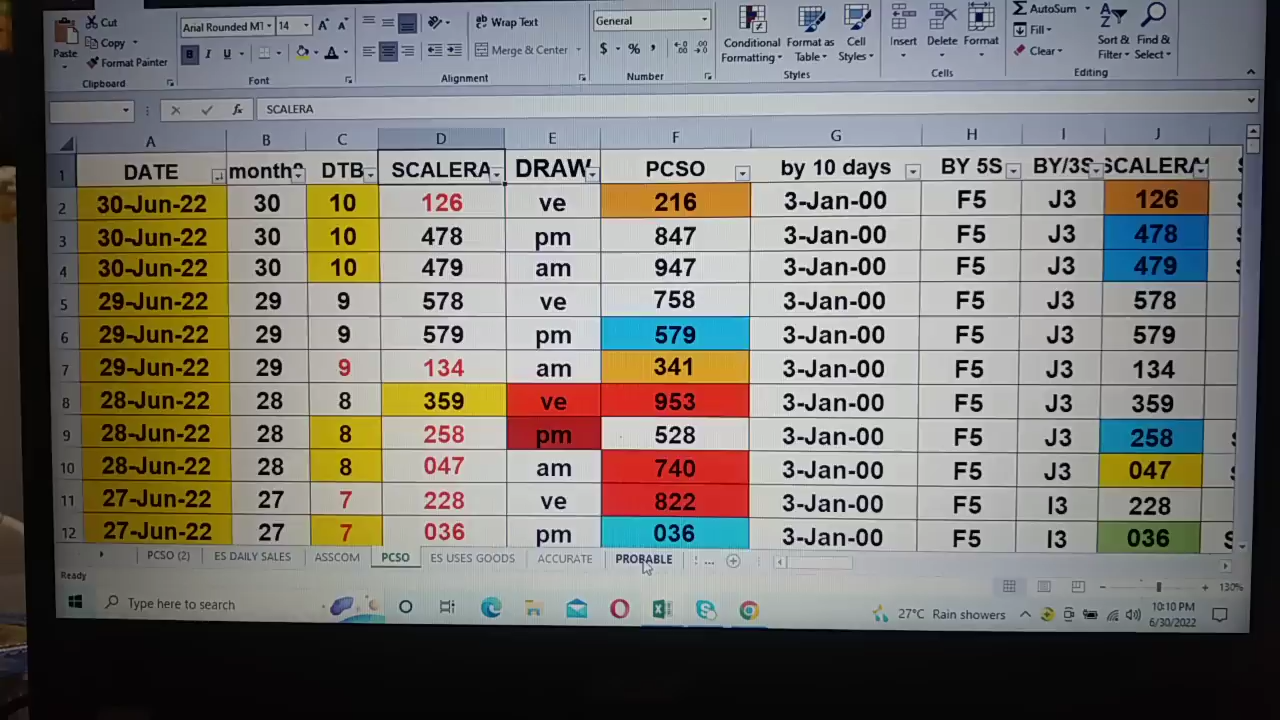 Cut
Arial Rounded MT 14 A A
Wrap Text
General
AutoSum
Copy
Fill
Paste
Format Painter
B I U
Merge & Center
$ % ,
Conditional Formatting
Format as Table
Cell Styles
Insert
Delete
Format
Clear
Sort & Filter
Find & Select
Clipboard
Font
Alignment
Number
Styles
Cells
Editing
fx SCALERA
A B C D E F G H I J
1 DATE DTB SCALERA DRAW PCSO by 10 days BY 5S BY/3S
2 30-Jun-22 30 10 126 ve 216 3-Jan-00 F5 J3 126
3 30-Jun-22 30 10 478 pm 847 3-Jan-00 F5 J3 478
4 30-Jun-22 30 10 479 am 947 3-Jan-00 F5 J3 479
5 29-Jun-22 29 9 578 ve 758 3-Jan-00 F5 J3 578
6 29-Jun-22 29 9 579 pm 579 3-Jan-00 F5 J3 579
7 29-Jun-22 29 9 134 am 341 3-Jan-00 F5 J3 134
8 28-Jun-22 28 8 359 ve 953 3-Jan-00 F5 J3 359
9 28-Jun-22 28 8 258 pm 528 3-Jan-00 F5 J3 258
10 28-Jun-22 28 8 047 am 740 3-Jan-00 F5 J3 047
11 27-Jun-22 27 7 228 ve 822 3-Jan-00 F5 I3 228
12 27-Jun-22 27 7 036 pm 036 3-Jan-00 F5 I3 036
PCSO (2) ES DAILY SALES ASSCOM PCSO ES USES GOODS ACCURATE PROBABLE ...
Ready
130%
Type here to search
27°C Rain showers
10:10 PM
6/30/2022